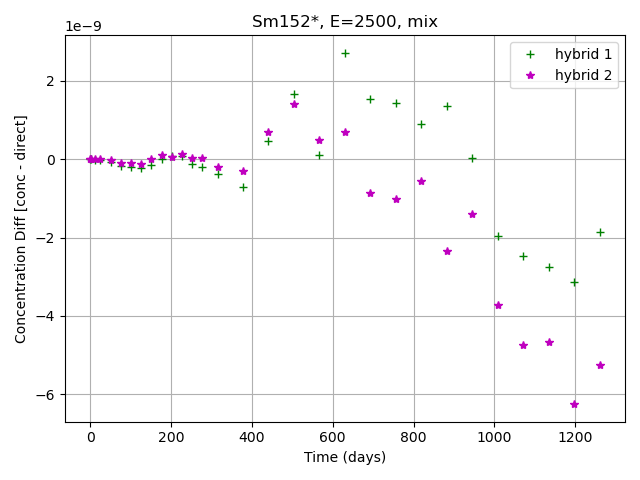 Sm152*, E=2500, mix
1e−9
hybrid 1
hybrid 2
2
0
−2
−4
−6
Concentration Diff [conc - direct]
0 200 400 600 800 1000 1200
Time (days)